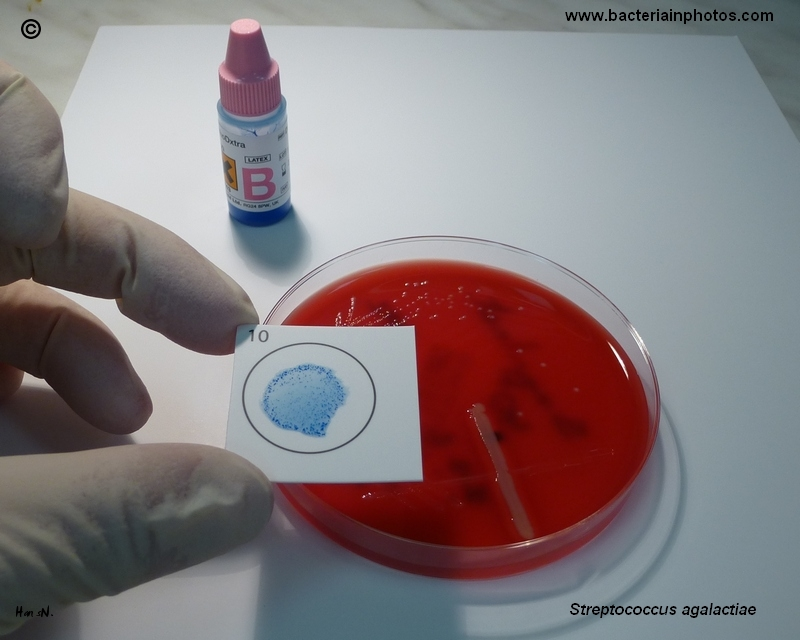 ©
www.bacteriainphotos.com
LATEX
B
10
Streptococcus agalactiae